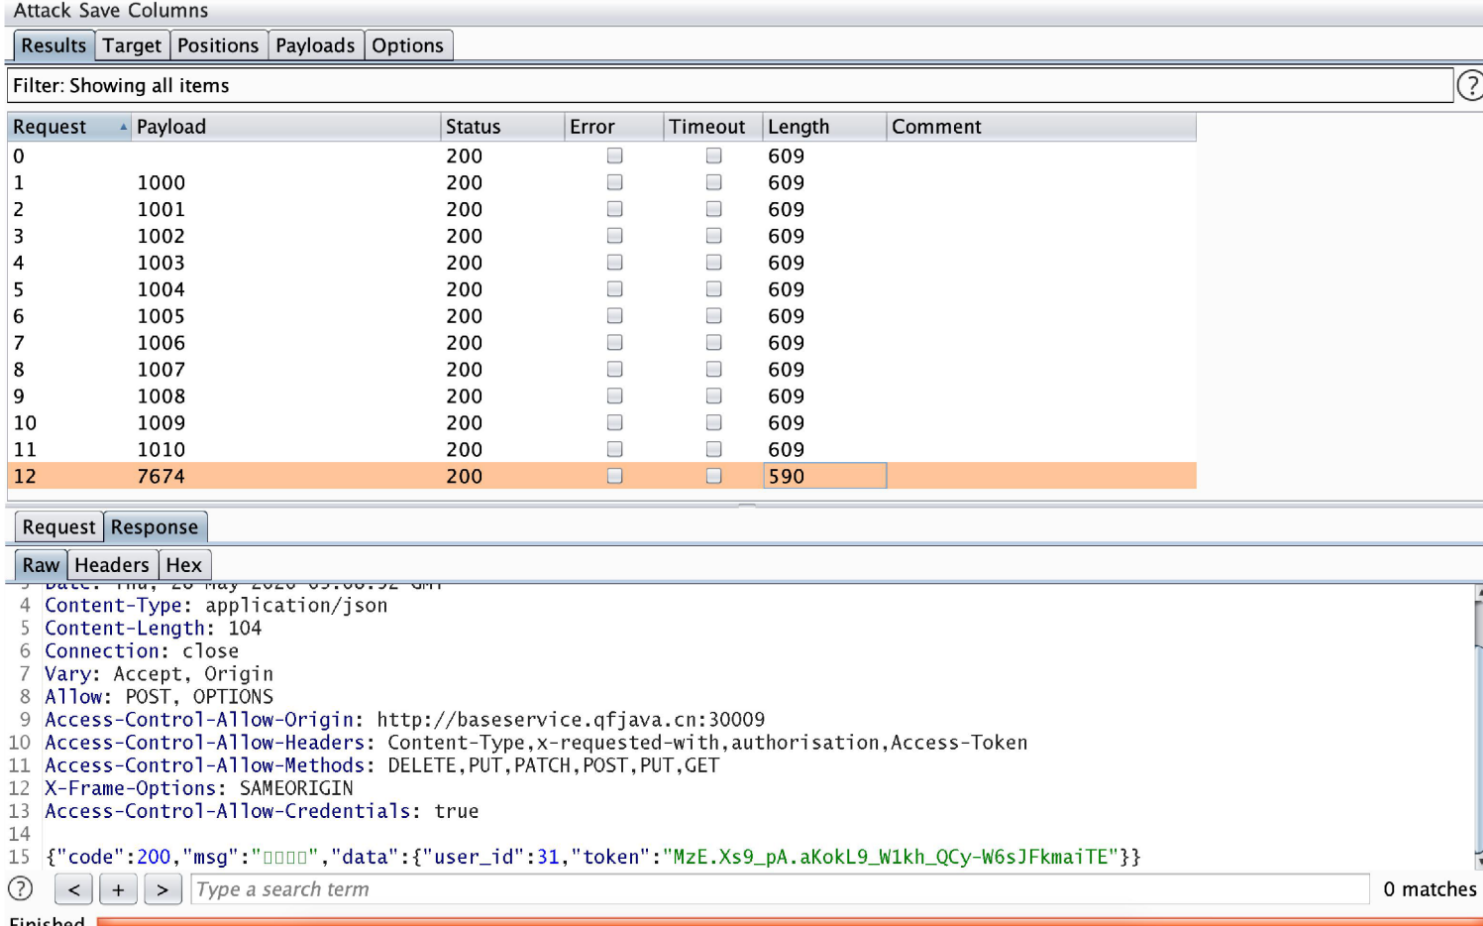 Attack Save Columns
Results Target Positions Payloads Options
Filter: Showing all items
?
Request Payload Status Error Timeout Length Comment
0 200 609
1 1000 200 609
2 1001 200 609
3 1002 200 609
4 1003 200 609
5 1004 200 609
6 1005 200 609
7 1006 200 609
8 1007 200 609
9 1008 200 609
10 1009 200 609
11 1010 200 609
12 7674 200 590
Request Response
Raw Headers Hex
3 Date: Thu, 28 May 2020 GMT
4 Content-Type: application/json
5 Content-Length: 104
6 Connection: close
7 Vary: Accept, Origin
8 Allow: POST, OPTIONS
9 Access-Control-Allow-Origin: http://baseservice.qfjava.cn:30009
10 Access-Control-Allow-Headers: Content-Type,x-requested-with,authorisation,Access-Token
11 Access-Control-Allow-Methods: DELETE,PUT,PATCH,POST,PUT,GET
12 X-Frame-Options: SAMEORIGIN
13 Access-Control-Allow-Credentials: true
14
15 {"code":200,"msg":"▯▯▯▯","data":{"user_id":31,"token":"MzE.Xs9_pA.aKokL9_W1kh_QCy-W6sJFkmaiTE"}}
? < + > Type a search term 0 matches
Finished